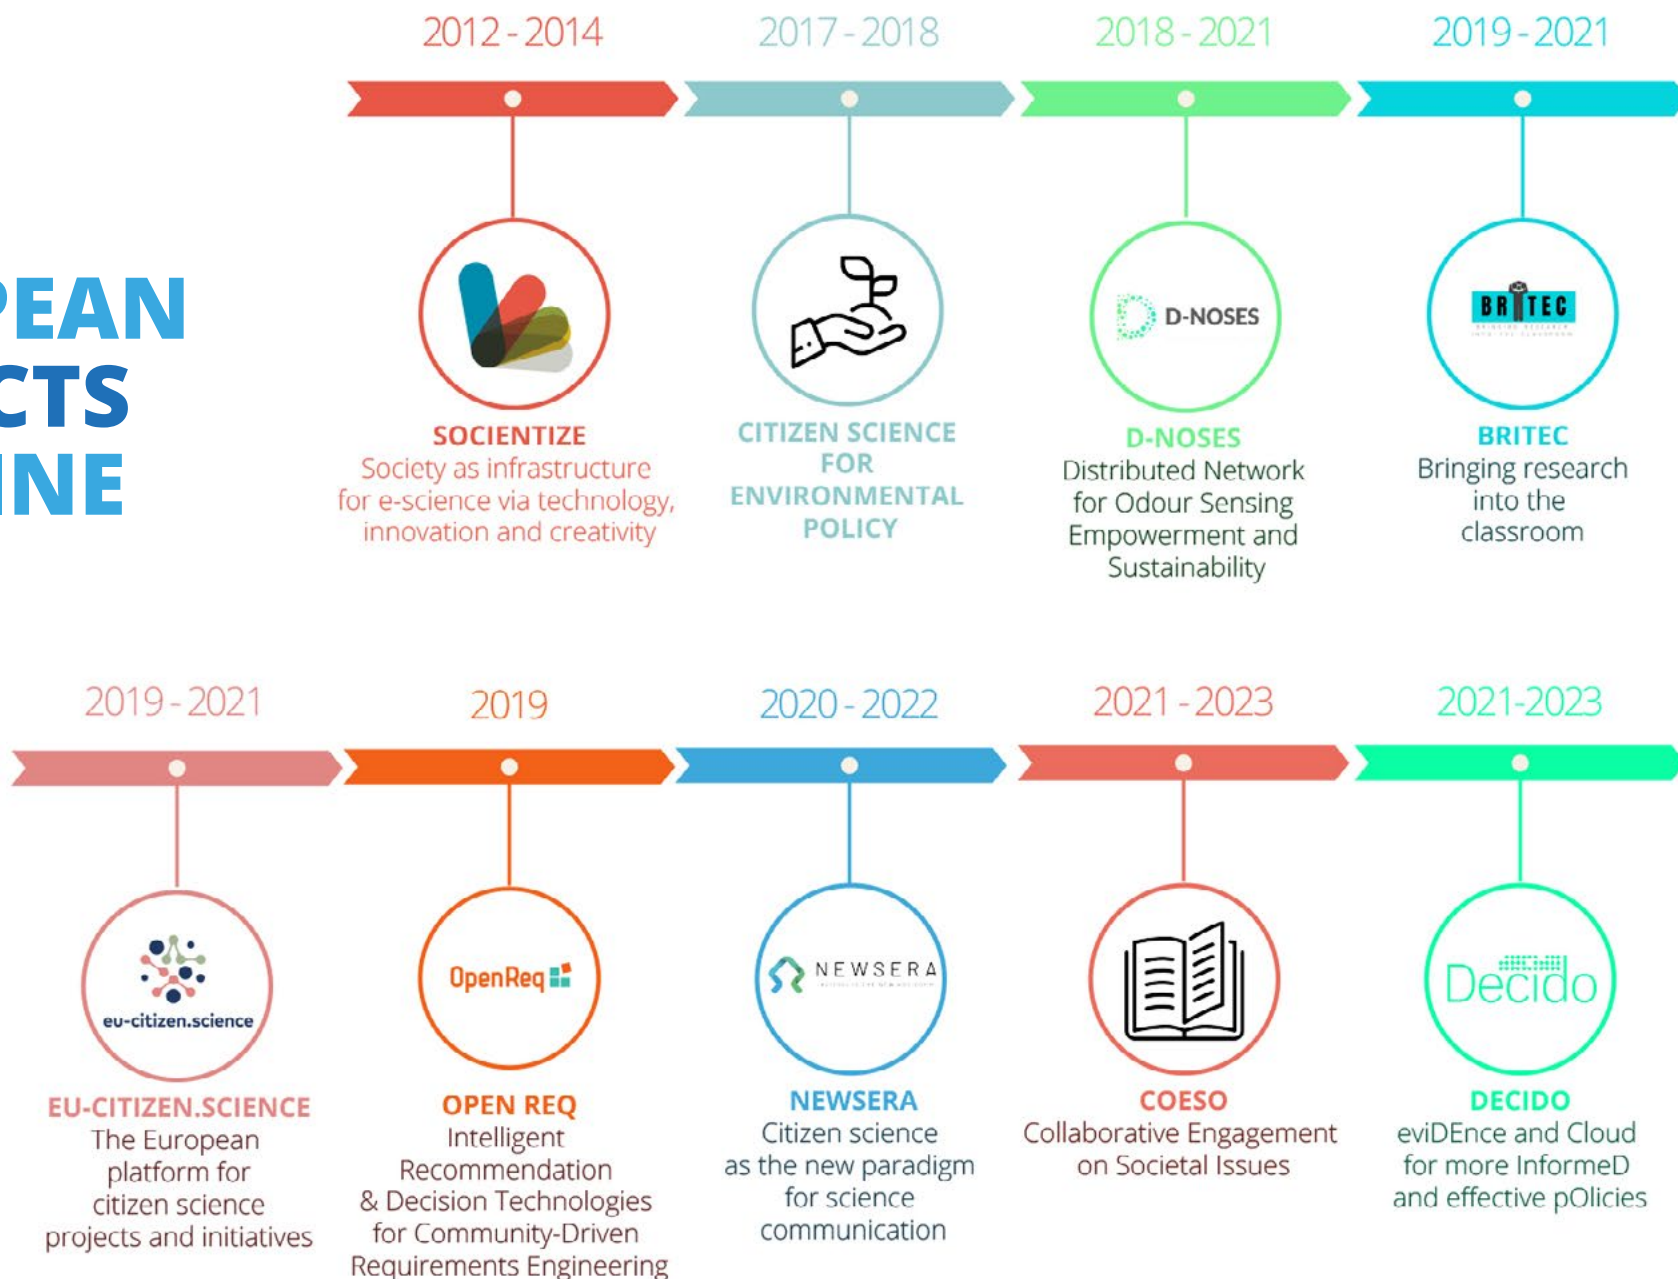 2012 - 2014
2017 - 2018
2018 - 2021
2019 - 2021
PEAN
CTS
INE
D-NOSES
BRITEC
SOCIENTIZE
Society as infrastructure
for e-science via technology,
innovation and creativity
CITIZEN SCIENCE
FOR
ENVIRONMENTAL
POLICY
D-NOSES
Distributed Network
for Odour Sensing
Empowerment and
Sustainability
BRITEC
Bringing research
into the
classroom
2019 - 2021
2019
2020 - 2022
2021 - 2023
2021-2023
eu-citizen.science
OpenReq
NEWSERA
Decido
EU-CITIZEN.SCIENCE
The European
platform for
citizen science
projects and initiatives
OPEN REQ
Intelligent
Recommendation
& Decision Technologies
for Community-Driven
Requirements Engineering
NEWSERA
Citizen science
as the new paradigm
for science
communication
COESO
Collaborative Engagement
on Societal Issues
DECIDO
eviDEnce and Cloud
for more InformeD
and effective pOlicies